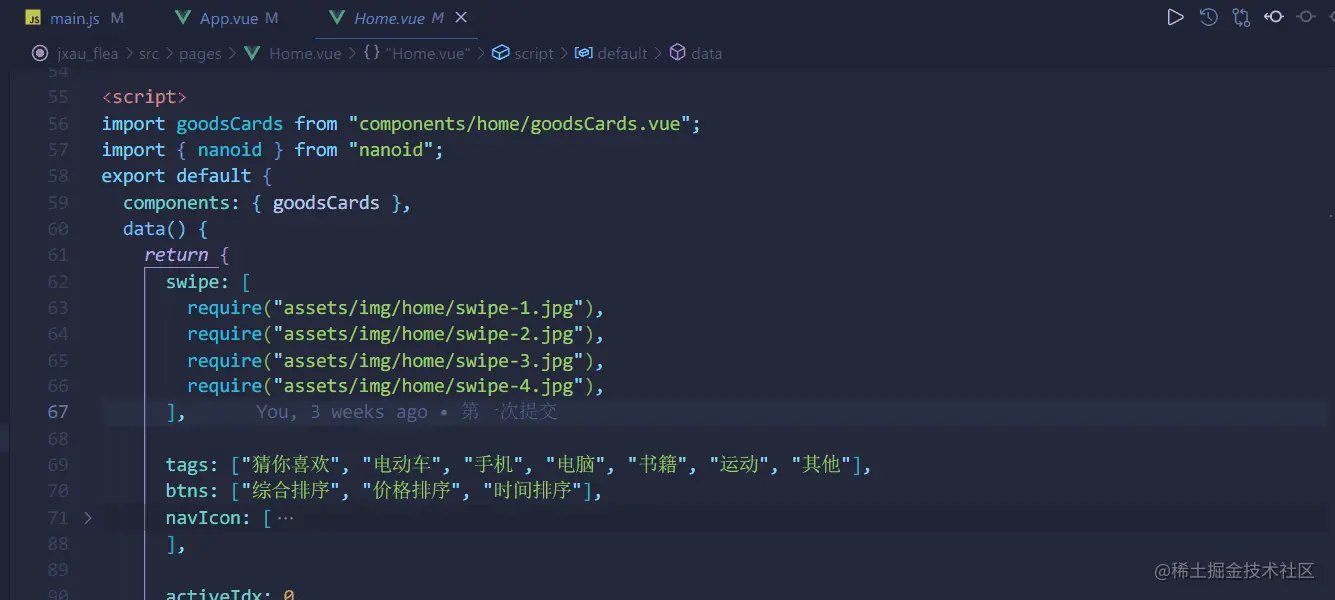 main.js M App.vue M Home.vue M
jxau_flea > src > pages > Home.vue > {} "Home.vue" > script > default > data
54
55 <script>
56 import goodsCards from "components/home/goodsCards.vue";
57 import { nanoid } from "nanoid";
58 export default {
59 components: { goodsCards },
60 data() {
61 return {
62 swipe: [
63 require("assets/img/home/swipe-1.jpg"),
64 require("assets/img/home/swipe-2.jpg"),
65 require("assets/img/home/swipe-3.jpg"),
66 require("assets/img/home/swipe-4.jpg"),
67 ], You, 3 weeks ago • 第一次提交
68
69 tags: ["猜你喜欢", "电动车", "手机", "电脑", "书籍", "运动", "其他"],
70 btns: ["综合排序", "价格排序", "时间排序"],
71 navIcon: [ ⋯
88 ],
89
90 activeIdx: 0
@稀土掘金技术社区